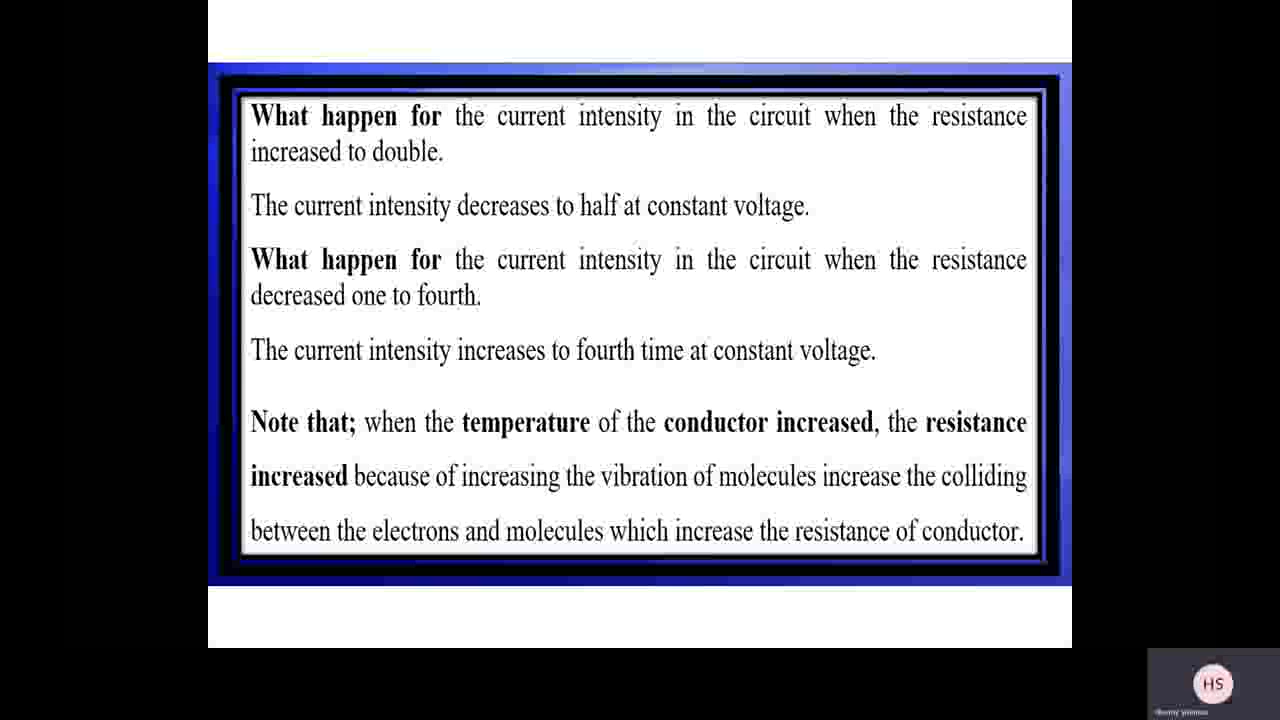 What happen for the current intensity in the circuit when the resistance
increased to double.
The current intensity decreases to half at constant voltage.
What happen for the current intensity in the circuit when the resistance
decreased one to fourth.
The current intensity increases to fourth time at constant voltage.
Note that; when the temperature of the conductor increased, the resistance
increased because of increasing the vibration of molecules increase the colliding
between the electrons and molecules which increase the resistance of conductor.
HS